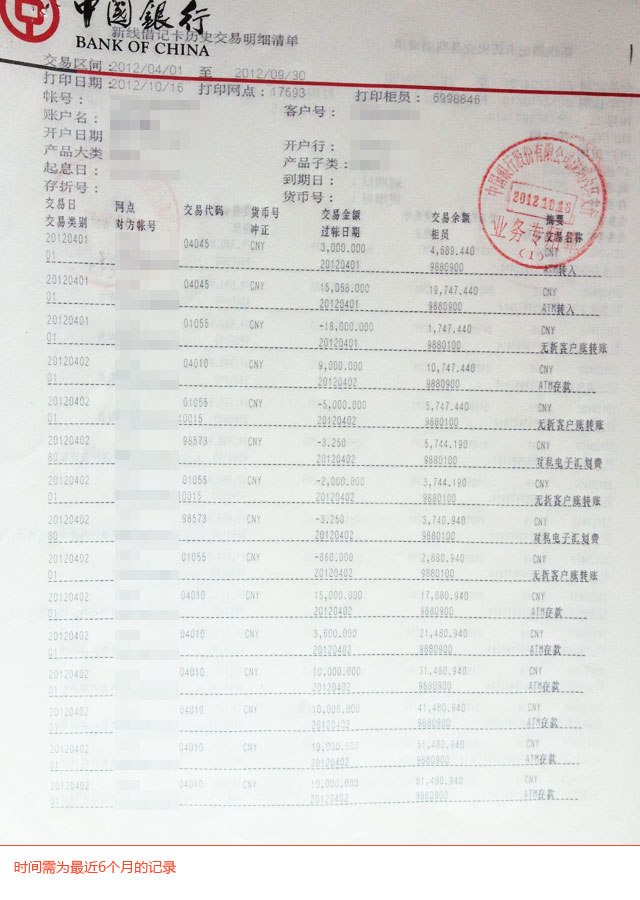 中國銀行
新线借记卡历史交易明细清单
BANK OF CHINA
交易区间：2012/04/01 至 2012/09/30
打印日期：2012/10/16 打印网点：17693 打印柜员：6998846
帐号：
客户号：
账户名：
开户日期
开户行：
产品大类
产品子类：
起息日：
到期日：
存折号：
货币号：
2012 10 16
业务专用章
(1)
交易日 网点 交易代码 货币号 交易金额 交易余额 摘要
交易类别 对方帐号 冲正 过帐日期 柜员 交易名称
20120401 04045 CNY 3,000.000 4,689.440 CNY
01 20120401 9880900 ATM转入
20120401 04045 CNY 15,058.000 19,747.440 CNY
01 20120401 9880900 ATM转入
20120401 01055 CNY -18,000.000 1,747.440 CNY
01 20120401 9880100 无折客户账转账
20120402 04010 CNY 9,000.000 10,747.440 CNY
01 20120402 9880900 ATM存款
20120402 01055 CNY -5,000.000 5,747.440 CNY
01 10015 20120402 9880100 无折客户账转账
20120402 98573 CNY -3.250 5,744.190 CNY
80 20120402 9880100 对私电子汇划费
20120402 01055 CNY -2,000.000 3,744.190 CNY
01 10015 20120402 9880100 无折客户账转账
20120402 98573 CNY -3.250 3,740.940 CNY
80 20120402 9880100 对私电子汇划费
20120402 01055 CNY -860.000 2,880.940 CNY
01 20120402 9880100 无折客户账转账
20120402 04010 CNY 15,000.000 17,880.940 CNY
01 20120402 9880900 ATM存款
20120402 04010 CNY 3,600.000 21,480.940 CNY
01 20120402 9880900 ATM存款
20120402 04010 CNY 10,000.000 31,480.940 CNY
01 20120402 9880900 ATM存款
20120402 04010 CNY 10,000.000 41,480.940 CNY
01 20120402 9880900 ATM存款
20120402 04010 CNY 10,000.000 51,480.940 CNY
01 20120402 9880900 ATM存款
20120402 04010 CNY 10,000.000 61,480.940 CNY
01 20120402 9880900 ATM存款
时间需为最近6个月的记录